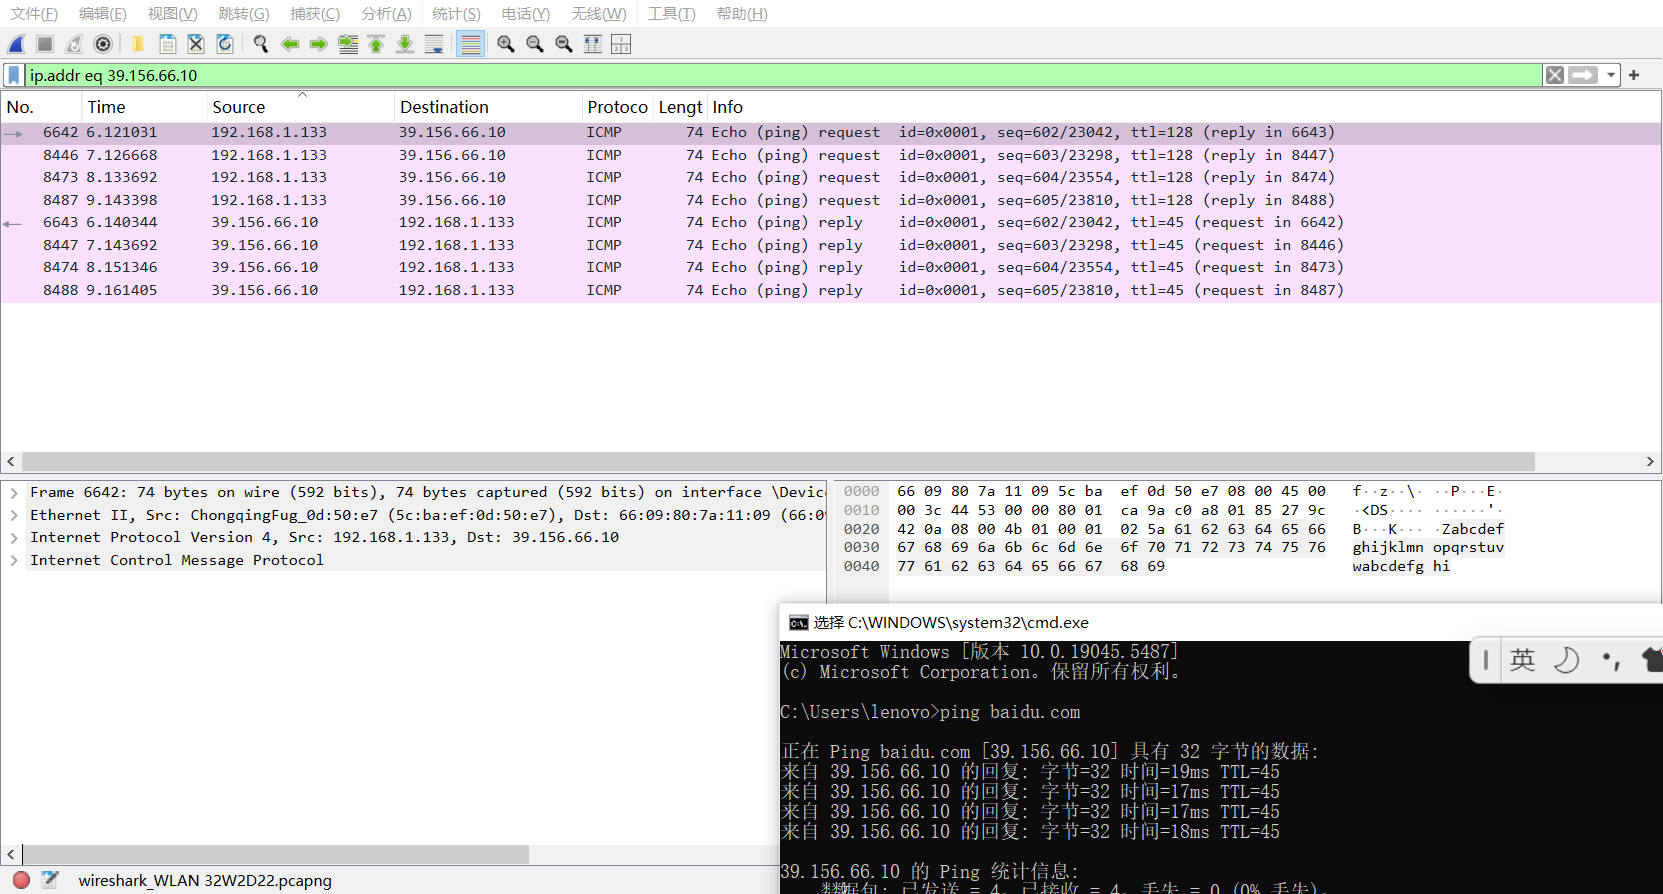 文件(F) 编辑(E) 视图(V) 跳转(G) 捕获(C) 分析(A) 统计(S) 电话(Y) 无线(W) 工具(T) 帮助(H)
ip.addr eq 39.156.66.10
No. Time Source Destination Protoco Lengt Info
6642 6.121031 192.168.1.133 39.156.66.10 ICMP 74 Echo (ping) request id=0x0001, seq=602/23042, ttl=128 (reply in 6643)
8446 7.126668 192.168.1.133 39.156.66.10 ICMP 74 Echo (ping) request id=0x0001, seq=603/23298, ttl=128 (reply in 8447)
8473 8.133692 192.168.1.133 39.156.66.10 ICMP 74 Echo (ping) request id=0x0001, seq=604/23554, ttl=128 (reply in 8474)
8487 9.143398 192.168.1.133 39.156.66.10 ICMP 74 Echo (ping) request id=0x0001, seq=605/23810, ttl=128 (reply in 8488)
6643 6.140344 39.156.66.10 192.168.1.133 ICMP 74 Echo (ping) reply id=0x0001, seq=602/23042, ttl=45 (request in 6642)
8447 7.143692 39.156.66.10 192.168.1.133 ICMP 74 Echo (ping) reply id=0x0001, seq=603/23298, ttl=45 (request in 8446)
8474 8.151346 39.156.66.10 192.168.1.133 ICMP 74 Echo (ping) reply id=0x0001, seq=604/23554, ttl=45 (request in 8473)
8488 9.161405 39.156.66.10 192.168.1.133 ICMP 74 Echo (ping) reply id=0x0001, seq=605/23810, ttl=45 (request in 8487)
Frame 6642: 74 bytes on wire (592 bits), 74 bytes captured (592 bits) on interface \Device
Ethernet II, Src: ChongqingFug_0d:50:e7 (5c:ba:ef:0d:50:e7), Dst: 66:09:80:7a:11:09 (66:09
Internet Protocol Version 4, Src: 192.168.1.133, Dst: 39.156.66.10
Internet Control Message Protocol
0000 66 09 80 7a 11 09 5c ba ef 0d 50 e7 08 00 45 00 f··z··\· ··P···E·
0010 00 3c 44 53 00 00 80 01 ca 9a c0 a8 01 85 27 9c ·<DS···· ······'·
0020 42 0a 08 00 4b 01 00 01 02 5a 61 62 63 64 65 66 B···K··· ·Zabcdef
0030 67 68 69 6a 6b 6c 6d 6e 6f 70 71 72 73 74 75 76 ghijklmn opqrstuv
0040 77 61 62 63 64 65 66 67 68 69 wabcdefg hi
选择 C:\WINDOWS\system32\cmd.exe
Microsoft Windows [版本 10.0.19045.5487]
(c) Microsoft Corporation。保留所有权利。
英
C:\Users\lenovo>ping baidu.com
正在 Ping baidu.com [39.156.66.10] 具有 32 字节的数据:
来自 39.156.66.10 的回复: 字节=32 时间=19ms TTL=45
来自 39.156.66.10 的回复: 字节=32 时间=17ms TTL=45
来自 39.156.66.10 的回复: 字节=32 时间=17ms TTL=45
来自 39.156.66.10 的回复: 字节=32 时间=18ms TTL=45
39.156.66.10 的 Ping 统计信息:
数据包: 已发送 = 4, 已接收 = 4, 丢失 = 0 (0% 丢失),
wireshark_WLAN 32W2D22.pcapng